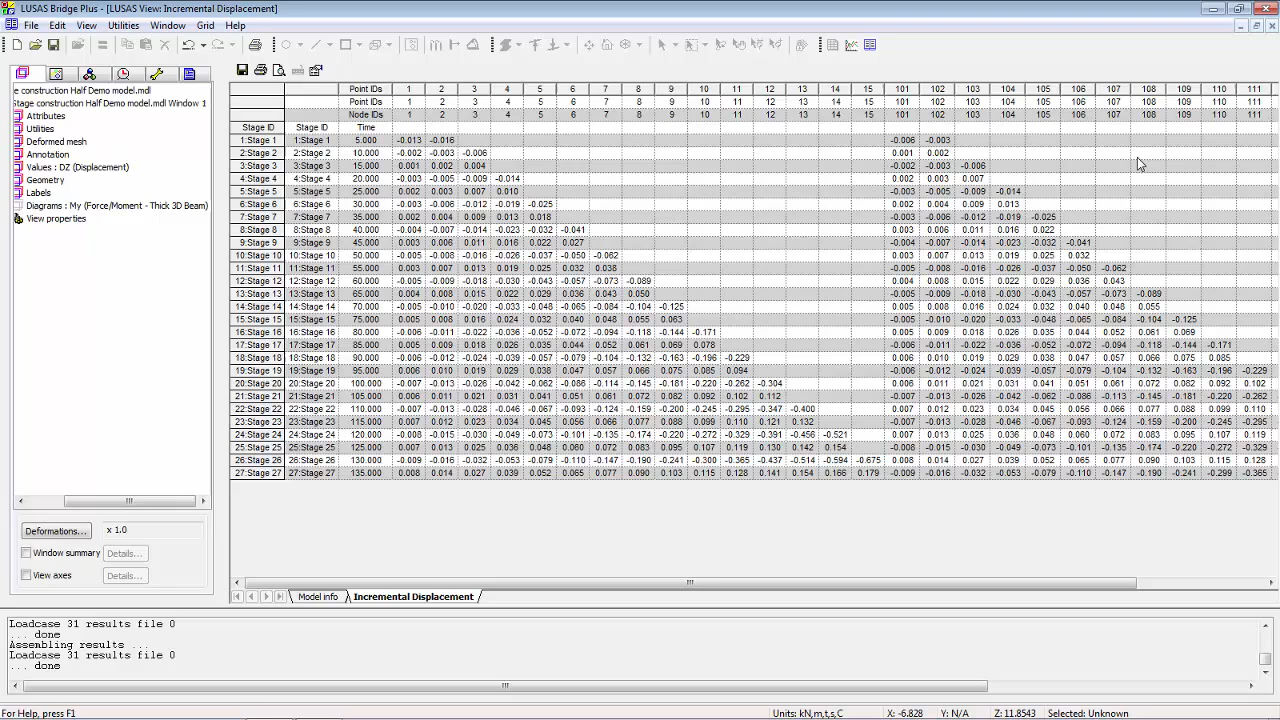 LUSAS Bridge Plus - [LUSAS View: Incremental Displacement]
File Edit View Utilities Window Grid Help
e construction Half Demo model.mdl
Stage construction Half Demo model.mdl Window 1
Attributes
Utilities
Deformed mesh
Annotation
Values : DZ (Displacement)
Geometry
Labels
Diagrams : My (Force/Moment - Thick 3D Beam)
View properties
Deformations... x 1.0
Window summary Details...
View axes Details...
Point IDs 1 2 3 4 5 6 7 8 9 10 11 12 13 14 15 101 102 103 104 105 106 107 108 109 110 111
Point IDs 1 2 3 4 5 6 7 8 9 10 11 12 13 14 15 101 102 103 104 105 106 107 108 109 110 111
Node IDs 1 2 3 4 5 6 7 8 9 10 11 12 13 14 15 101 102 103 104 105 106 107 108 109 110 111
Stage ID Stage ID Time
1:Stage 1 1:Stage 1 5.000 -0.013 -0.016 -0.006 -0.003
2:Stage 2 2:Stage 2 10.000 -0.002 -0.003 -0.006 0.001 0.002
3:Stage 3 3:Stage 3 15.000 0.001 0.002 0.004 -0.002 -0.003 -0.006
4:Stage 4 4:Stage 4 20.000 -0.003 -0.005 -0.009 -0.014 0.002 0.003 0.007
5:Stage 5 5:Stage 5 25.000 0.002 0.003 0.007 0.010 -0.003 -0.005 -0.009 -0.014
6:Stage 6 6:Stage 6 30.000 -0.003 -0.006 -0.012 -0.019 -0.025 0.002 0.004 0.009 0.013
7:Stage 7 7:Stage 7 35.000 0.002 0.004 0.009 0.013 0.018 -0.003 -0.006 -0.012 -0.019 -0.025
8:Stage 8 8:Stage 8 40.000 -0.004 -0.007 -0.014 -0.023 -0.032 -0.041 0.003 0.006 0.011 0.016 0.022
9:Stage 9 9:Stage 9 45.000 0.003 0.006 0.011 0.016 0.022 0.027 -0.004 -0.007 -0.014 -0.023 -0.032 -0.041
10:Stage 10 10:Stage 10 50.000 -0.005 -0.008 -0.016 -0.026 -0.037 -0.050 -0.062 0.003 0.007 0.013 0.019 0.025 0.032
11:Stage 11 11:Stage 11 55.000 0.003 0.007 0.013 0.019 0.025 0.032 0.038 -0.005 -0.008 -0.016 -0.026 -0.037 -0.050 -0.062
12:Stage 12 12:Stage 12 60.000 -0.005 -0.009 -0.018 -0.030 -0.043 -0.057 -0.073 -0.089 0.004 0.008 0.015 0.022 0.029 0.036 0.043
13:Stage 13 13:Stage 13 65.000 0.004 0.008 0.015 0.022 0.029 0.036 0.043 0.050 -0.005 -0.009 -0.018 -0.030 -0.043 -0.057 -0.073 -0.089
14:Stage 14 14:Stage 14 70.000 -0.005 -0.010 -0.020 -0.033 -0.048 -0.065 -0.084 -0.104 -0.125 0.005 0.008 0.016 0.024 0.032 0.040 0.048 0.055
15:Stage 15 15:Stage 15 75.000 0.005 0.008 0.016 0.024 0.032 0.040 0.048 0.055 0.063 -0.005 -0.010 -0.020 -0.033 -0.048 -0.065 -0.084 -0.104 -0.125
16:Stage 16 16:Stage 16 80.000 -0.006 -0.011 -0.022 -0.036 -0.052 -0.072 -0.094 -0.118 -0.144 -0.171 0.005 0.009 0.018 0.026 0.035 0.044 0.052 0.061 0.069
17:Stage 17 17:Stage 17 85.000 0.005 0.009 0.018 0.026 0.035 0.044 0.052 0.061 0.069 0.078 -0.006 -0.011 -0.022 -0.036 -0.052 -0.072 -0.094 -0.118 -0.144 -0.171
18:Stage 18 18:Stage 18 90.000 -0.006 -0.012 -0.024 -0.039 -0.057 -0.079 -0.104 -0.132 -0.163 -0.196 -0.229 0.006 0.010 0.019 0.029 0.038 0.047 0.057 0.066 0.075 0.085
19:Stage 19 19:Stage 19 95.000 0.006 0.010 0.019 0.029 0.038 0.047 0.057 0.066 0.075 0.085 0.094 -0.006 -0.012 -0.024 -0.039 -0.057 -0.079 -0.104 -0.132 -0.163 -0.196 -0.229
20:Stage 20 20:Stage 20 100.000 -0.007 -0.013 -0.026 -0.042 -0.062 -0.086 -0.114 -0.145 -0.181 -0.220 -0.262 -0.304 0.006 0.011 0.021 0.031 0.041 0.051 0.061 0.072 0.082 0.092 0.102
21:Stage 21 21:Stage 21 105.000 0.006 0.011 0.021 0.031 0.041 0.051 0.061 0.072 0.082 0.092 0.102 0.112 -0.007 -0.013 -0.026 -0.042 -0.062 -0.086 -0.113 -0.145 -0.181 -0.220 -0.262
22:Stage 22 22:Stage 22 110.000 -0.007 -0.013 -0.028 -0.046 -0.067 -0.093 -0.124 -0.159 -0.200 -0.245 -0.295 -0.347 -0.400 0.007 0.012 0.023 0.034 0.045 0.056 0.066 0.077 0.088 0.099 0.110
23:Stage 23 23:Stage 23 115.000 0.007 0.012 0.023 0.034 0.045 0.056 0.066 0.077 0.088 0.099 0.110 0.121 0.132 -0.007 -0.013 -0.028 -0.046 -0.067 -0.093 -0.124 -0.159 -0.200 -0.245 -0.295
24:Stage 24 24:Stage 24 120.000 -0.008 -0.015 -0.030 -0.049 -0.073 -0.101 -0.135 -0.174 -0.220 -0.272 -0.329 -0.391 -0.456 -0.521 0.007 0.013 0.025 0.036 0.048 0.060 0.072 0.083 0.095 0.107 0.119
25:Stage 25 25:Stage 25 125.000 0.007 0.013 0.025 0.036 0.048 0.060 0.072 0.083 0.095 0.107 0.118 0.130 0.142 0.154 -0.008 -0.015 -0.030 -0.049 -0.073 -0.101 -0.135 -0.174 -0.220 -0.272 -0.329
26:Stage 26 26:Stage 26 130.000 -0.009 -0.016 -0.032 -0.053 -0.079 -0.110 -0.147 -0.190 -0.241 -0.300 -0.365 -0.437 -0.514 -0.594 -0.675 0.008 0.014 0.027 0.039 0.052 0.065 0.077 0.090 0.103 0.115 0.128
27:Stage 27 27:Stage 27 135.000 0.008 0.014 0.027 0.039 0.052 0.065 0.077 0.090 0.103 0.115 0.128 0.141 0.154 0.166 0.179 -0.009 -0.016 -0.032 -0.053 -0.079 -0.110 -0.147 -0.190 -0.241 -0.299 -0.365
Model info Incremental Displacement
Loadcase 31 results file 0
... done
Assembling results ...
Loadcase 31 results file 0
... done
For Help, press F1 Units: kN,m,t,s,C X: -6.828 Y: N/A Z: 11.8543 Selected: Unknown